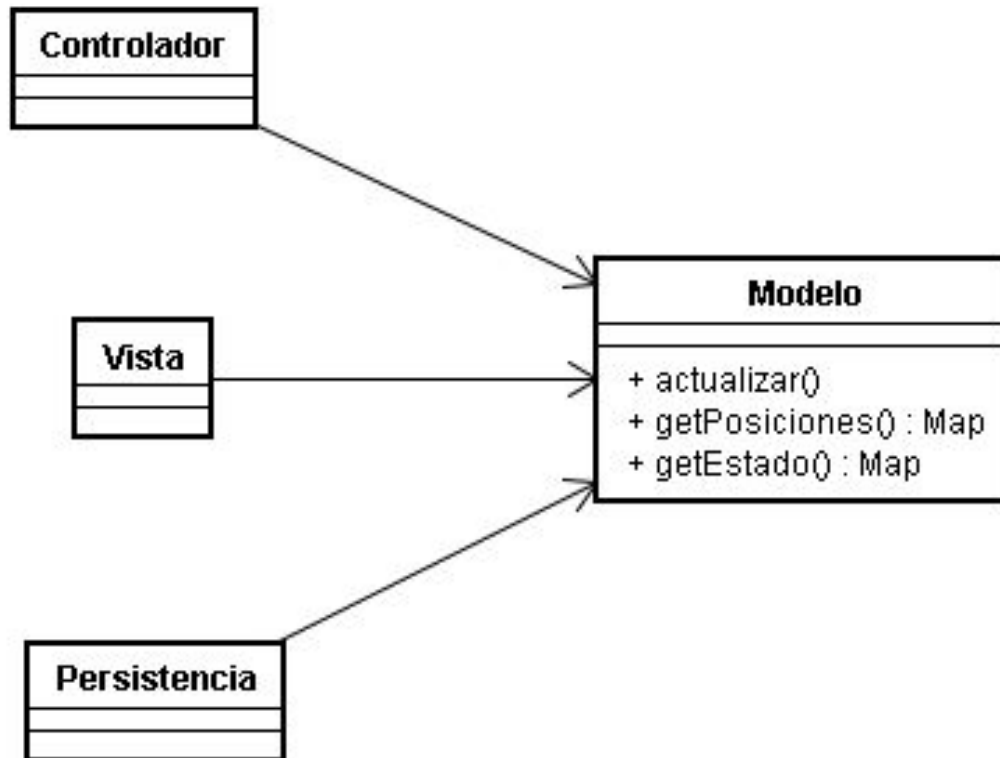 Controlador
Modelo
Vista
+ actualizar()
+ getPosiciones() : Map
+ getEstado() : Map
Persistencia